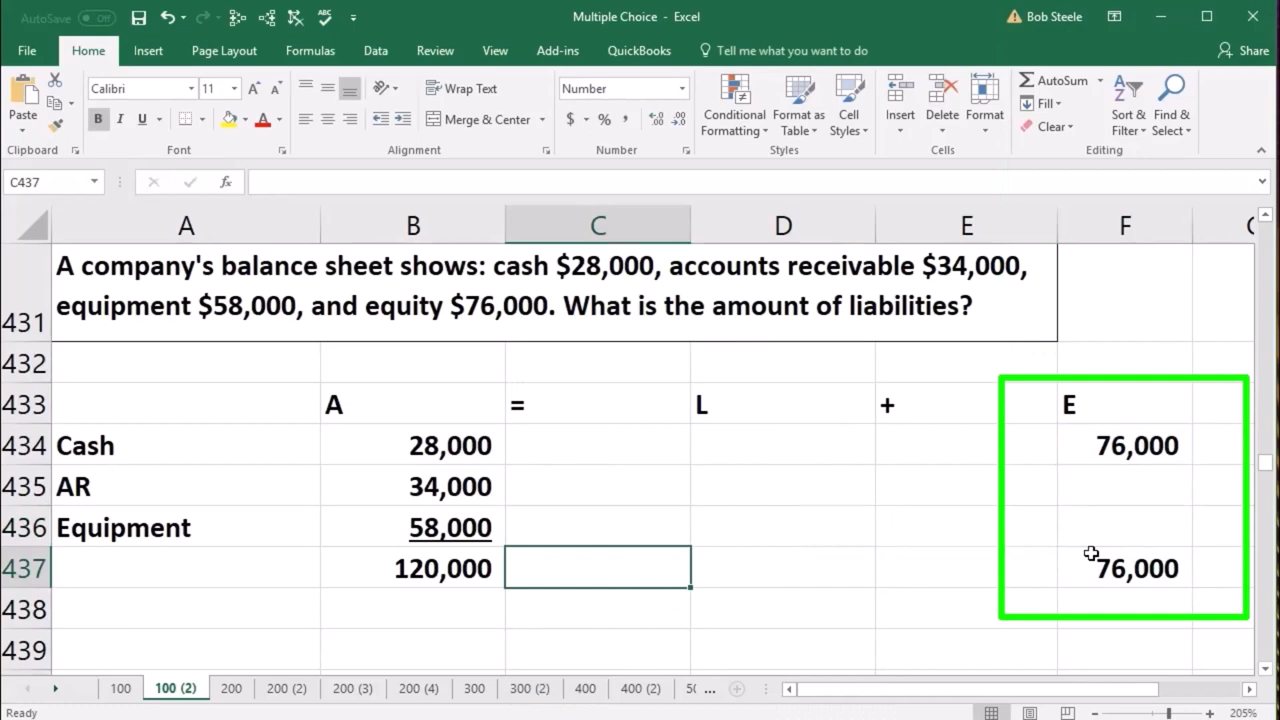 AutoSave Off Multiple Choice - Excel Bob Steele
File Home Insert Page Layout Formulas Data Review View Add-ins QuickBooks Tell me what you want to do Share
Calibri 11 Wrap Text Number AutoSum
Paste B I U Merge & Center $ % , Conditional Formatting Format as Table Cell Styles Insert Delete Format Fill Clear Sort & Filter Find & Select
Clipboard Font Alignment Number Styles Cells Editing
C437 fx
A B C D E F
A company's balance sheet shows: cash $28,000, accounts receivable $34,000,
431 equipment $58,000, and equity $76,000. What is the amount of liabilities?
432
433 A = L + E
434 Cash 28,000 76,000
435 AR 34,000
436 Equipment 58,000
437 120,000 76,000
438
439
100 100 (2) 200 200 (2) 200 (3) 200 (4) 300 300 (2) 400 400 (2) ...
Ready 205%